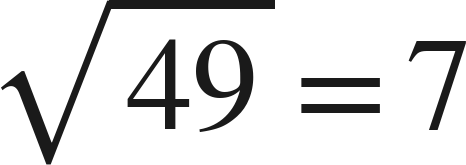 √49 = 7